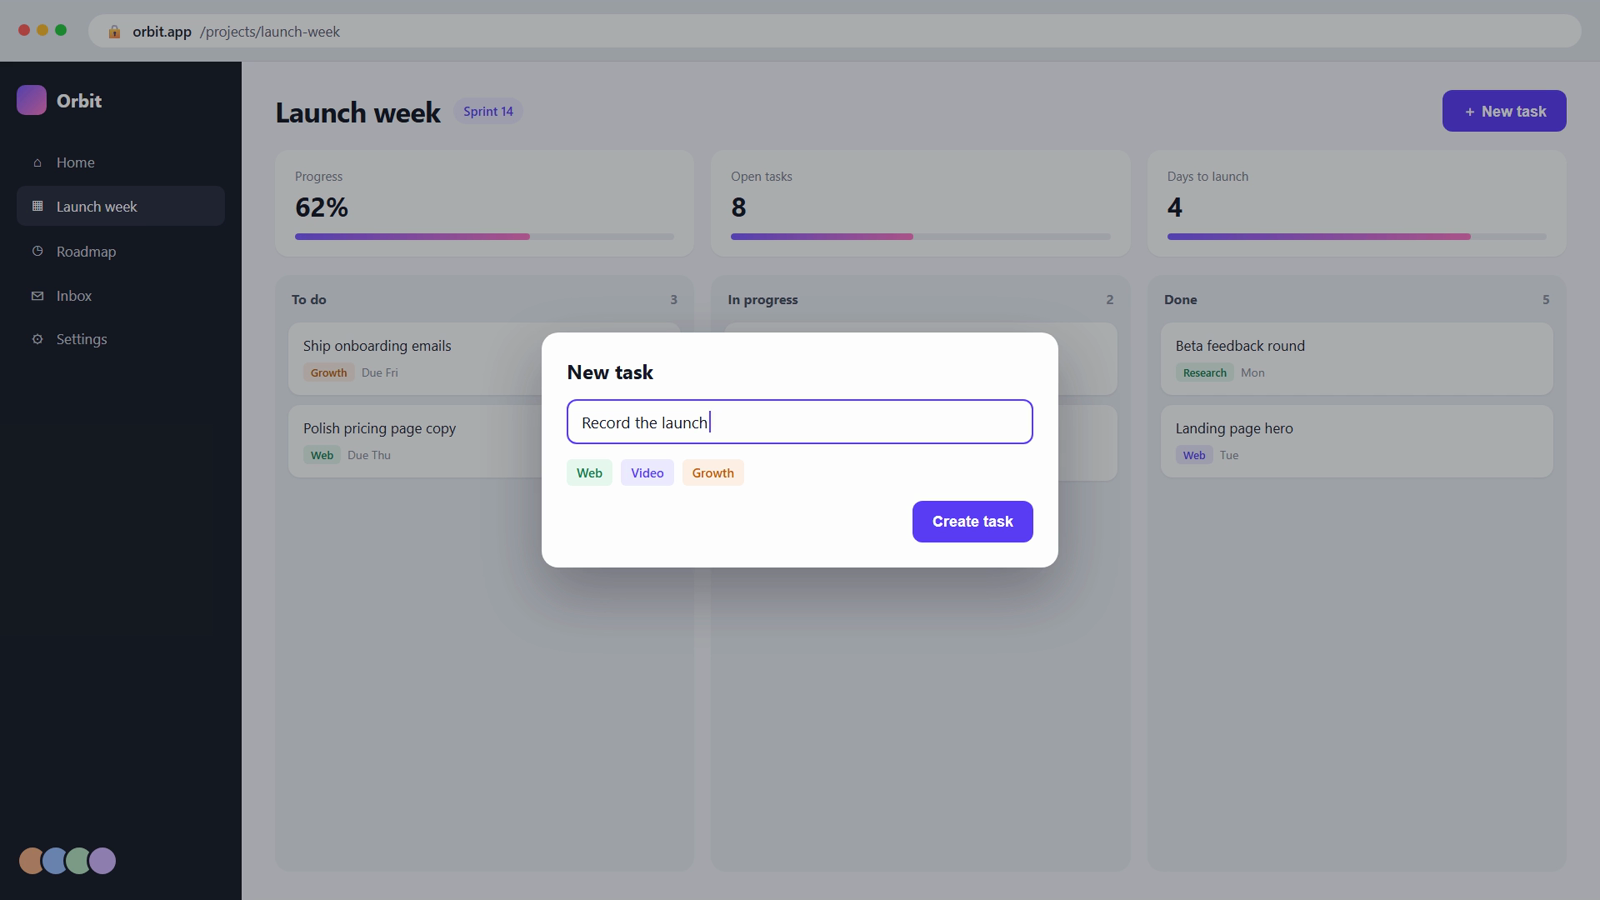 orbit.app /projects/launch-week
Orbit
Home
Launch week
Roadmap
Inbox
Settings
Launch week
Sprint 14
+ New task
Progress
62%
Open tasks
8
Days to launch
4
To do
3
Ship onboarding emails
Growth Due Fri
Polish pricing page copy
Web Due Thu
In progress
2
Done
5
Beta feedback round
Research Mon
Landing page hero
Web Tue
New task
Record the launch
Web Video Growth
Create task